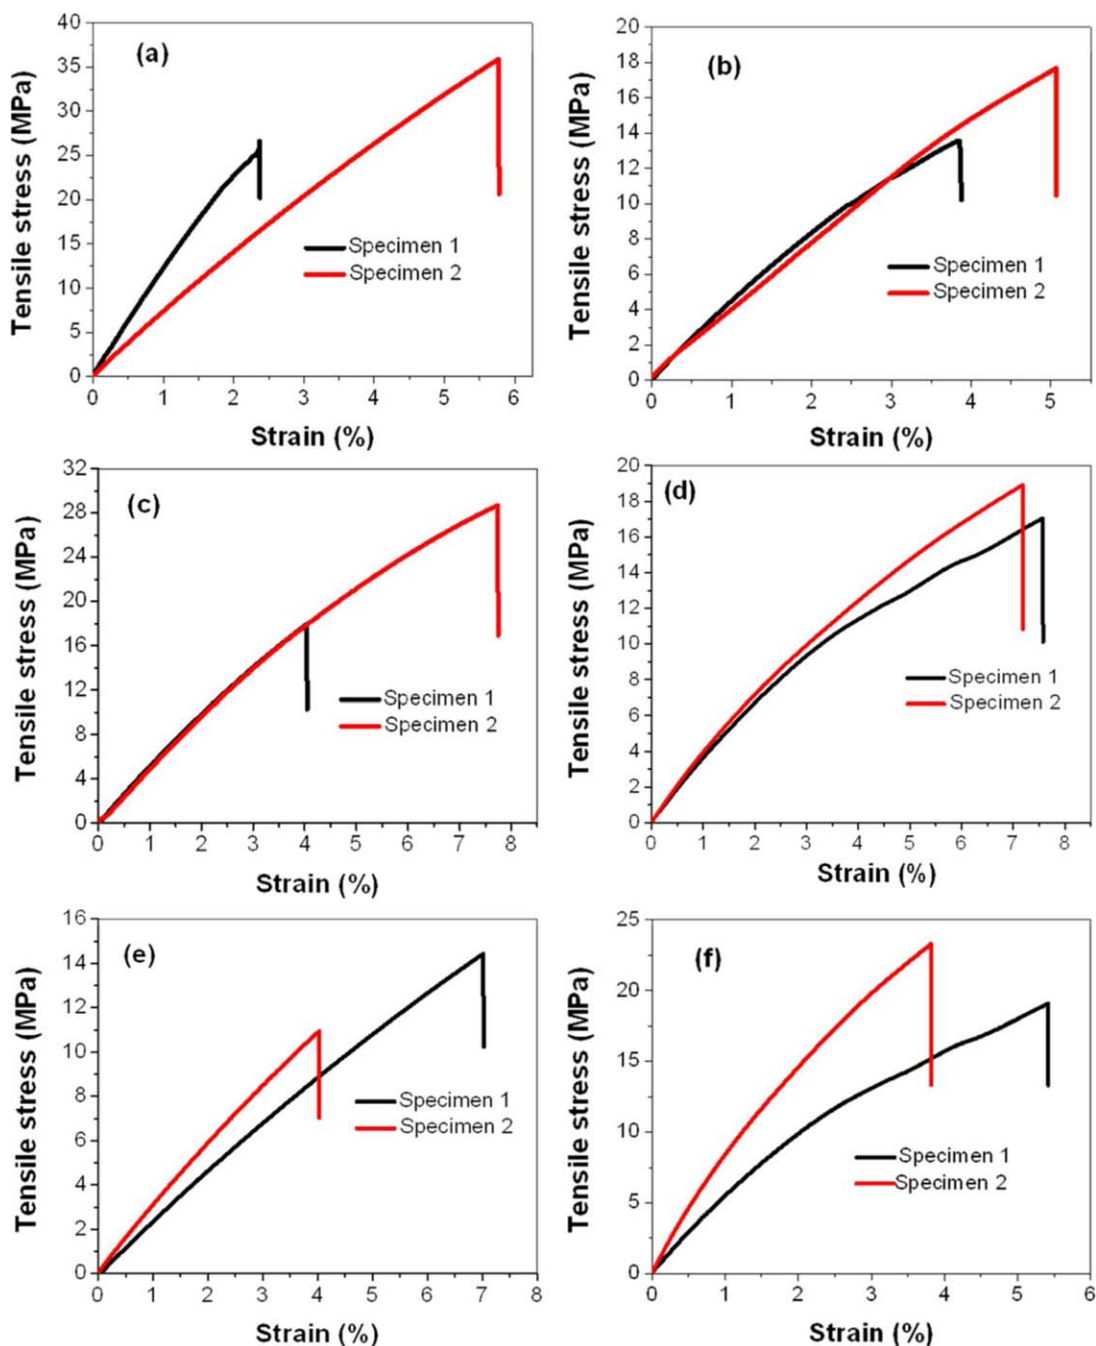 (a)
Tensile stress (MPa)
40
35
30
25
20
15
10
5
0
Specimen 1
Specimen 2
0 1 2 3 4 5 6
Strain (%)
(b)
Tensile stress (MPa)
20
18
16
14
12
10
8
6
4
2
0
Specimen 1
Specimen 2
0 1 2 3 4 5
Strain (%)
(c)
Tensile stress (MPa)
32
28
24
20
16
12
8
4
0
Specimen 1
Specimen 2
0 1 2 3 4 5 6 7 8
Strain (%)
(d)
Tensile stress (MPa)
20
18
16
14
12
10
8
6
4
2
0
Specimen 1
Specimen 2
0 1 2 3 4 5 6 7 8
Strain (%)
(e)
Tensile stress (MPa)
16
14
12
10
8
6
4
2
0
Specimen 1
Specimen 2
0 1 2 3 4 5 6 7 8
Strain (%)
(f)
Tensile stress (MPa)
25
20
15
10
5
0
Specimen 1
Specimen 2
0 1 2 3 4 5 6
Strain (%)